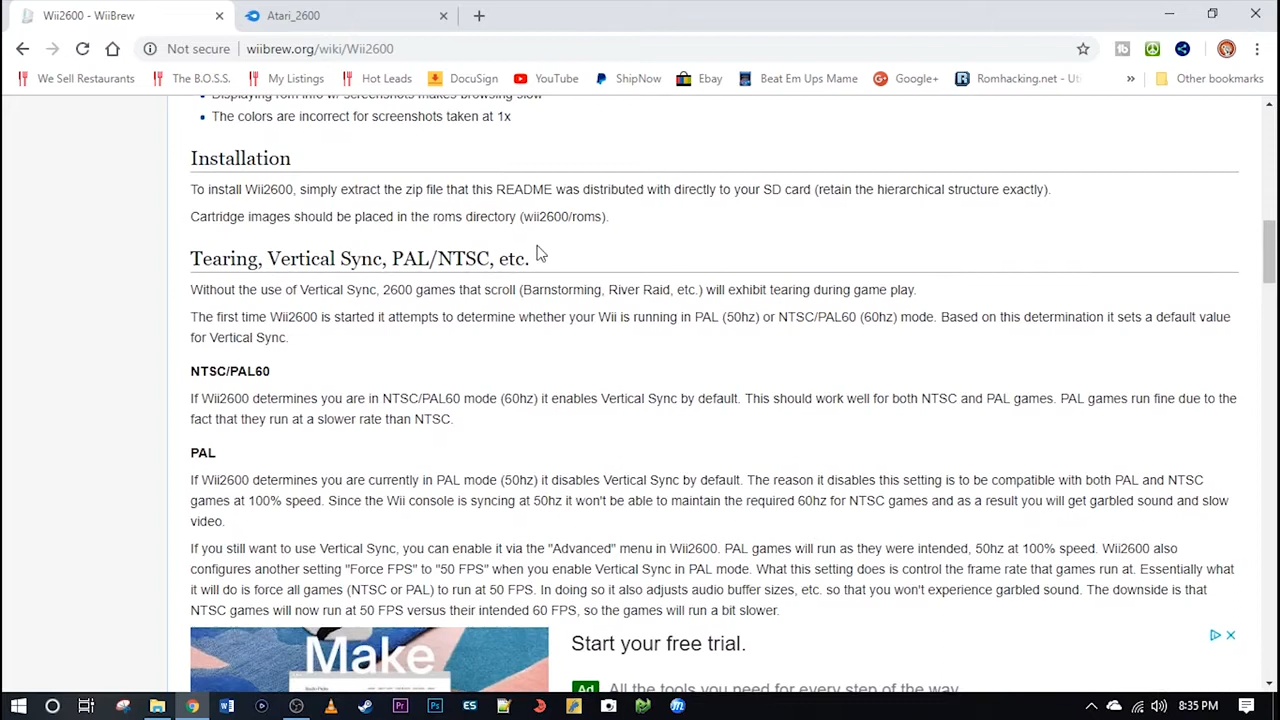 Wii2600 - WiiBrew
Atari_2600
Not secure
wiibrew.org/wiki/Wii2600
We Sell Restaurants
The B.O.S.S.
My Listings
Hot Leads
DocuSign
YouTube
ShipNow
Ebay
Beat Em Ups Mame
Google+
Romhacking.net - Ut
Other bookmarks
Displaying rom info w/ screenshots makes browsing slow
The colors are incorrect for screenshots taken at 1x
Installation
To install Wii2600, simply extract the zip file that this README was distributed with directly to your SD card (retain the hierarchical structure exactly).
Cartridge images should be placed in the roms directory (wii2600/roms).
Tearing, Vertical Sync, PAL/NTSC, etc.
Without the use of Vertical Sync, 2600 games that scroll (Barnstorming, River Raid, etc.) will exhibit tearing during game play.
The first time Wii2600 is started it attempts to determine whether your Wii is running in PAL (50hz) or NTSC/PAL60 (60hz) mode. Based on this determination it sets a default value
for Vertical Sync.
NTSC/PAL60
If Wii2600 determines you are in NTSC/PAL60 mode (60hz) it enables Vertical Sync by default. This should work well for both NTSC and PAL games. PAL games run fine due to the
fact that they run at a slower rate than NTSC.
PAL
If Wii2600 determines you are currently in PAL mode (50hz) it disables Vertical Sync by default. The reason it disables this setting is to be compatible with both PAL and NTSC
games at 100% speed. Since the Wii console is syncing at 50hz it won't be able to maintain the required 60hz for NTSC games and as a result you will get garbled sound and slow
video.
If you still want to use Vertical Sync, you can enable it via the "Advanced" menu in Wii2600. PAL games will run as they were intended, 50hz at 100% speed. Wii2600 also
configures another setting "Force FPS" to "50 FPS" when you enable Vertical Sync in PAL mode. What this setting does is control the frame rate that games run at. Essentially what
it will do is force all games (NTSC or PAL) to run at 50 FPS. In doing so it also adjusts audio buffer sizes, etc. so that you won't experience garbled sound. The downside is that
NTSC games will now run at 50 FPS versus their intended 60 FPS, so the games will run a bit slower.
Make
Start your free trial.
Ad All the tools you need for every step of the way
8:35 PM